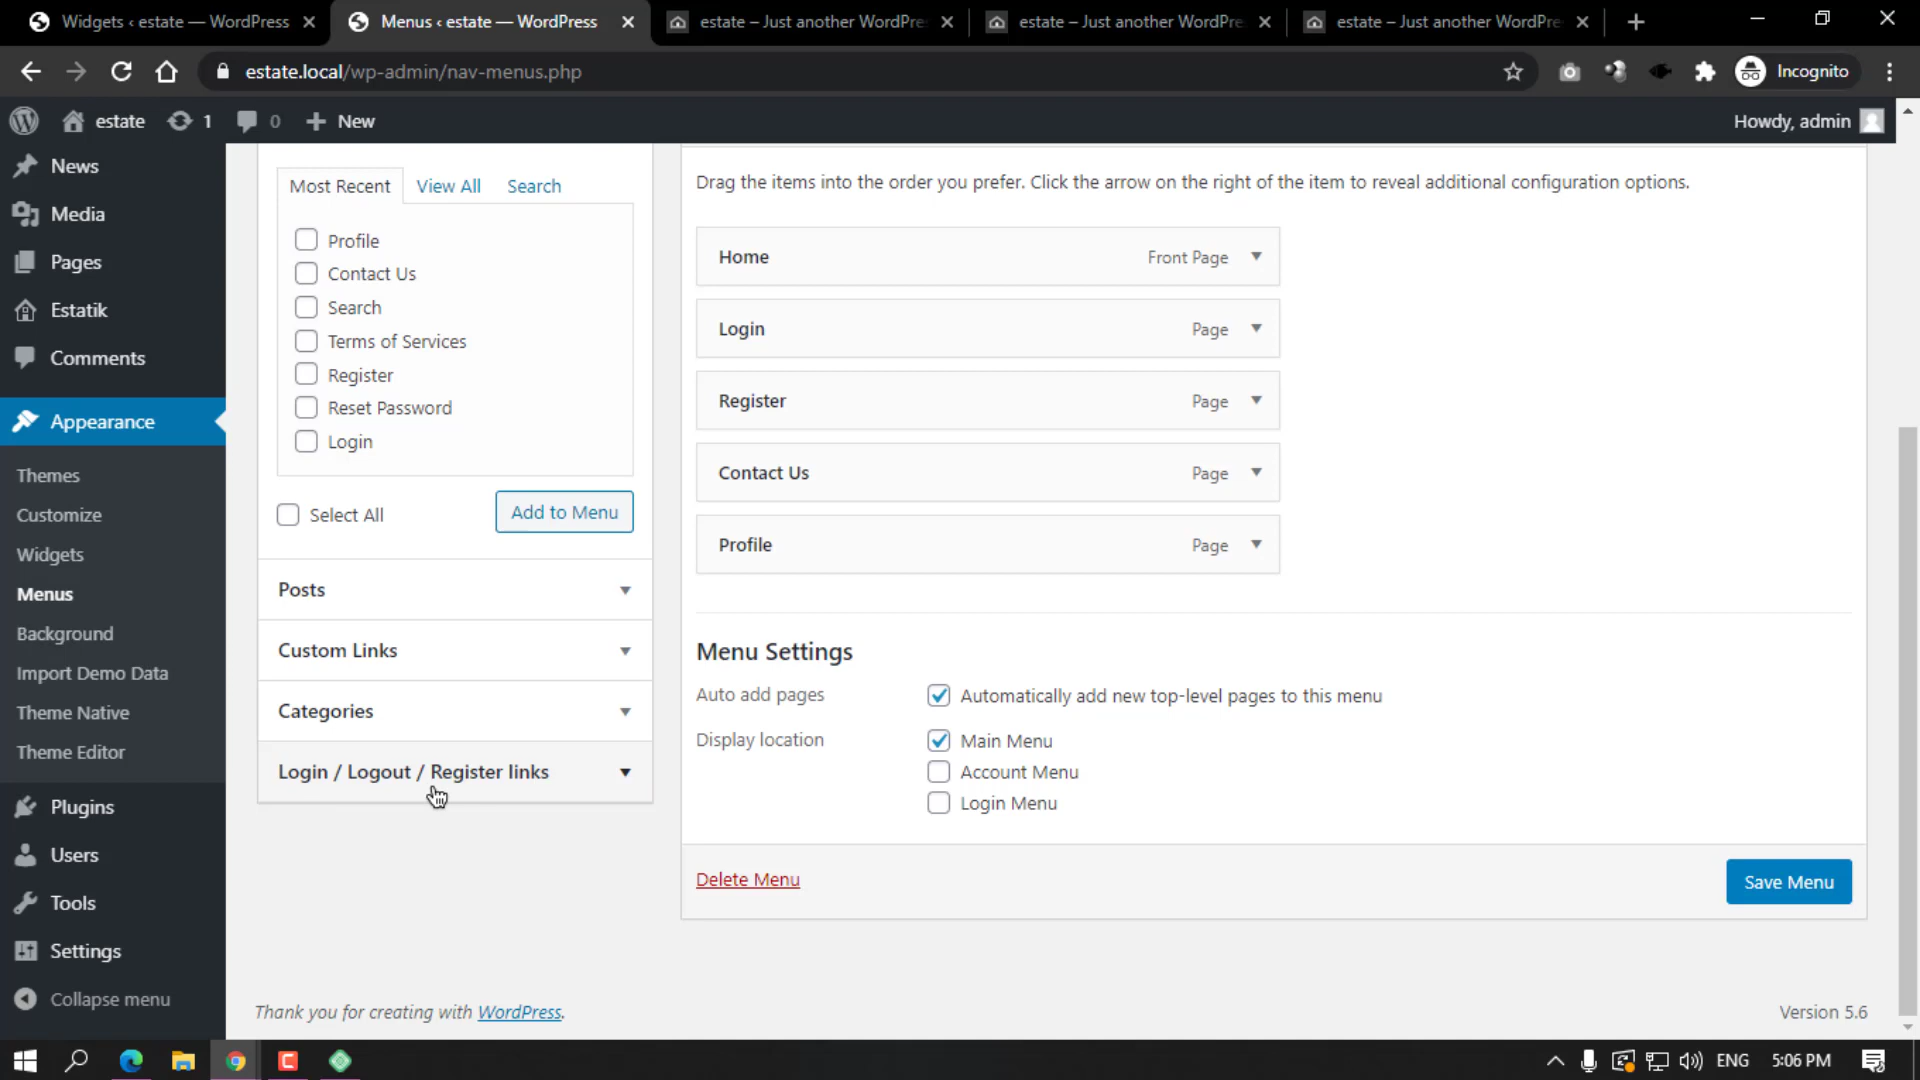 Widgets ‹ estate — WordPress
Menus ‹ estate — WordPress
estate – Just another WordPre
estate – Just another WordPre
estate – Just another WordPre
estate.local/wp-admin/nav-menus.php
Incognito
estate
1
0
New
Howdy, admin
News
Media
Pages
Estatik
Comments
Appearance
Themes
Customize
Widgets
Menus
Background
Import Demo Data
Theme Native
Theme Editor
Plugins
Users
Tools
Settings
Collapse menu
Most Recent
View All
Search
Profile
Contact Us
Search
Terms of Services
Register
Reset Password
Login
Select All
Add to Menu
Posts
Custom Links
Categories
Login / Logout / Register links
Drag the items into the order you prefer. Click the arrow on the right of the item to reveal additional configuration options.
Home Front Page
Login Page
Register Page
Contact Us Page
Profile Page
Menu Settings
Auto add pages
Automatically add new top-level pages to this menu
Display location
Main Menu
Account Menu
Login Menu
Delete Menu
Save Menu
Thank you for creating with WordPress.
Version 5.6
ENG
5:06 PM